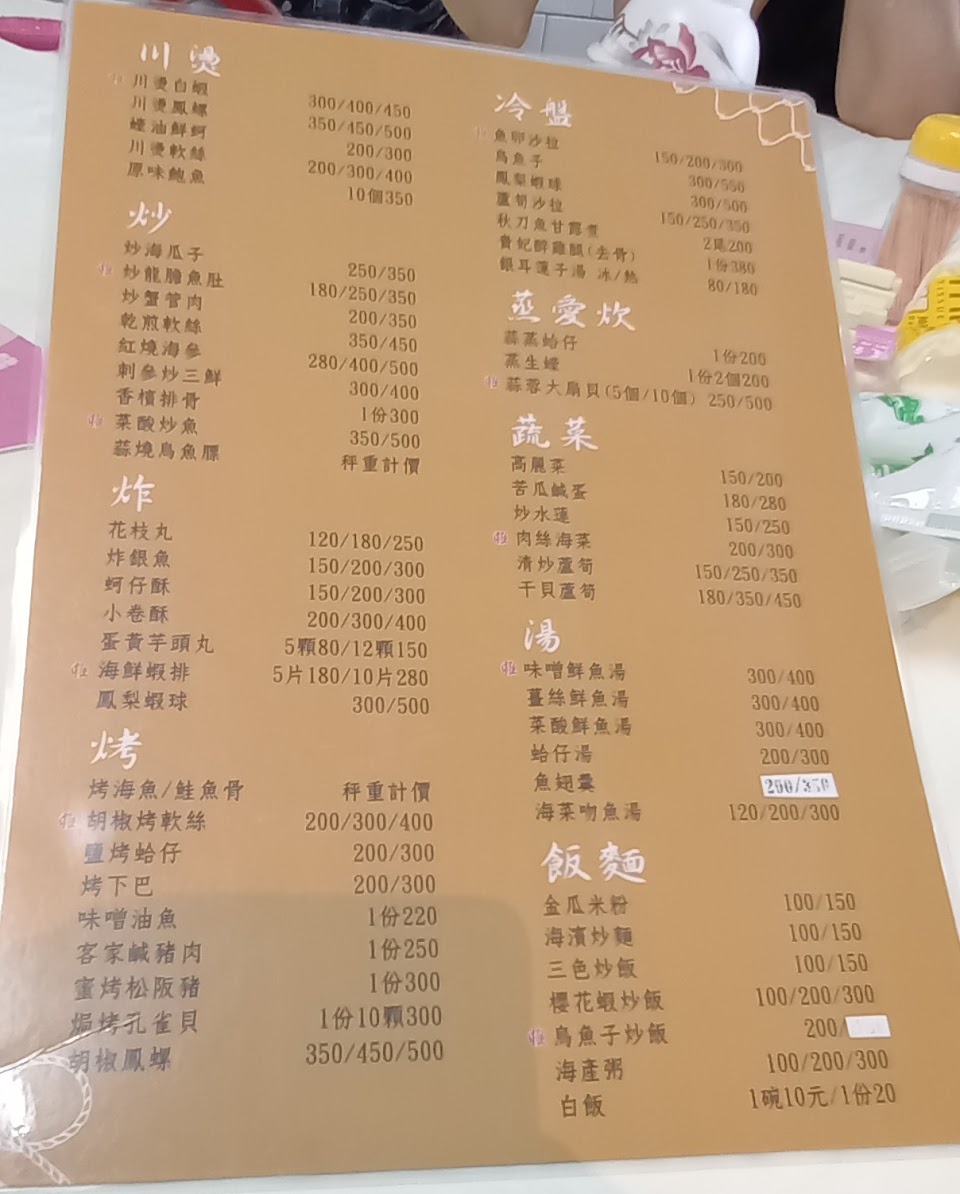 川燙
川燙白蝦 300/400/450
川燙鳳螺 350/450/500
蠔油鮮蚵 200/300
川燙軟絲 200/300/400
原味鮑魚 10個350
炒
炒海瓜子 250/350
炒龍膽魚肚 180/250/350
炒蟹管肉 200/350
乾煎軟絲 350/450
紅燒海參 280/400/500
刺參炒三鮮 300/400
香檳排骨 1份300
菜酸炒魚 350/500
蒜燒烏魚膘 秤重計價
炸
花枝丸 120/180/250
炸銀魚 150/200/300
蚵仔酥 150/200/300
小卷酥 200/300/400
蛋黃芋頭丸 5顆80/12顆150
海鮮蝦排 5片180/10片280
鳳梨蝦球 300/500
烤
烤海魚/鮭魚骨 秤重計價
胡椒烤軟絲 200/300/400
鹽烤蛤仔 200/300
烤下巴 200/300
味噌油魚 1份220
客家鹹豬肉 1份250
蜜烤松阪豬 1份300
焗烤孔雀貝 1份10顆300
胡椒鳳螺 350/450/500
冷盤
魚卵沙拉 150/200/300
烏魚子 300/550
鳳梨蝦球 300/500
蘆筍沙拉 150/250/350
秋刀魚甘露煮 2尾200
貴妃醉雞腿(去骨) 1份380
銀耳蓮子湯 冰/熱 80/180
蒸愛炊
蒜蒸蛤仔 1份200
蒸生蟶 1份2個200
蒜蓉大扇貝(5個/10個) 250/500
蔬菜
高麗菜 150/200
苦瓜鹹蛋 180/280
炒水蓮 150/250
肉絲海菜 200/300
清炒蘆筍 150/250/350
干貝蘆筍 180/350/450
湯
味噌鮮魚湯 300/400
薑絲鮮魚湯 300/400
菜酸鮮魚湯 300/400
蛤仔湯 200/300
魚翅羹 200/350
海菜吻魚湯 120/200/300
飯麵
金瓜米粉 100/150
海濱炒麵 100/150
三色炒飯 100/150
櫻花蝦炒飯 100/200/300
烏魚子炒飯 200/
海產粥 100/200/300
白飯 1碗10元/1份20